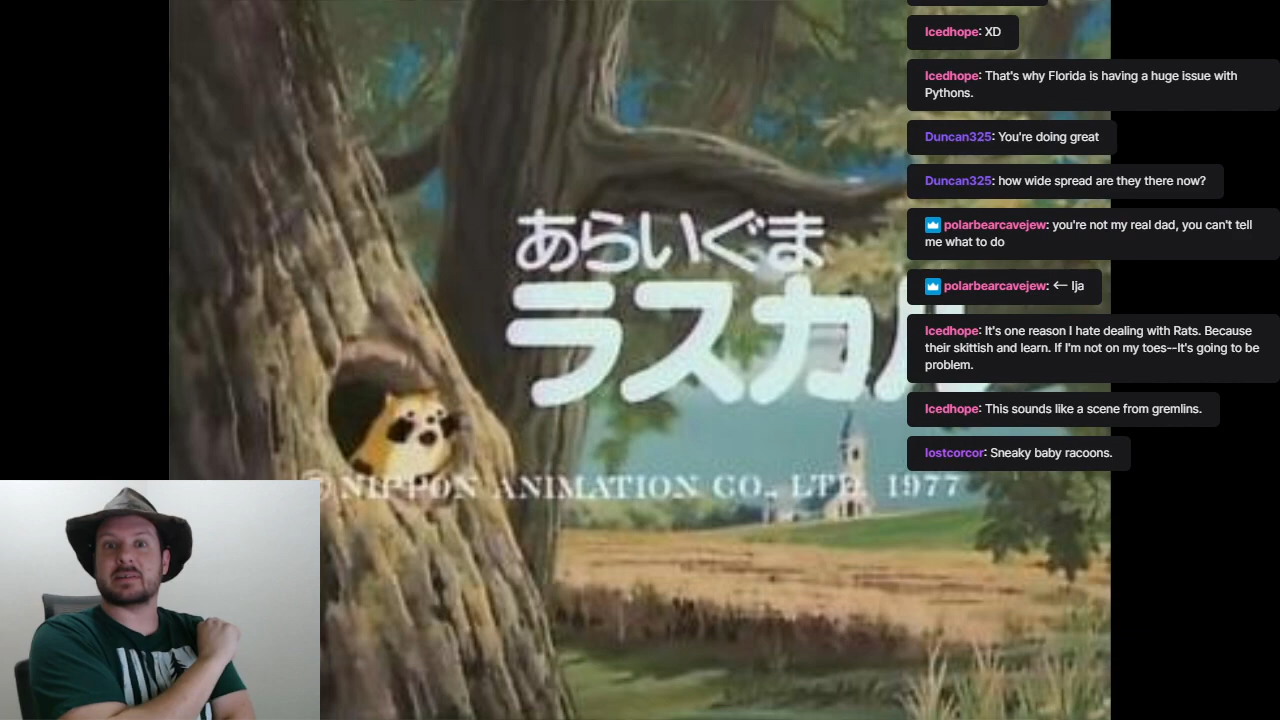 Icedhope: XD
Icedhope: That's why Florida is having a huge issue with
Pythons.
Duncan325: You're doing great
Duncan325: how wide spread are they there now?
polarbearcavejew: you're not my real dad, you can't tell
me what to do
polarbearcavejew: <— Ija
Icedhope: It's one reason I hate dealing with Rats. Because
their skittish and learn. If I'm not on my toes--It's going to be
problem.
Icedhope: This sounds like a scene from gremlins.
lostcorcor: Sneaky baby racoons.
あらいぐま
ラスカル
© NIPPON ANIMATION CO., LTD. 1977